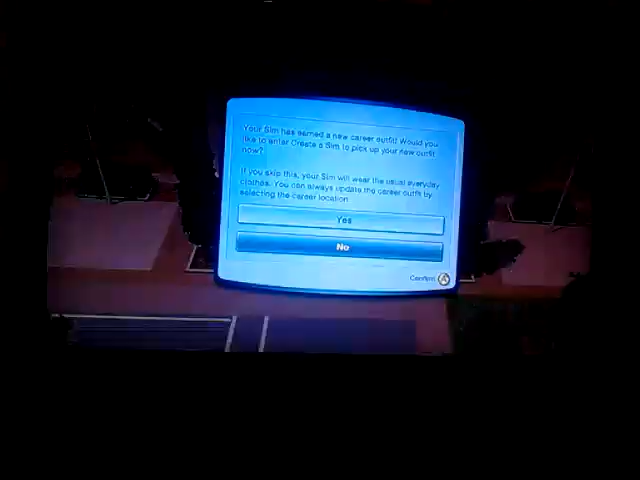 Your Sim has earned a new career outfit! Would you
like to enter Create a Sim to pick up your new outfit
now?
If you skip this, your Sim will wear the usual everyday
clothes. You can always update the career outfit by
selecting the career location.
Yes
No
Confirm A